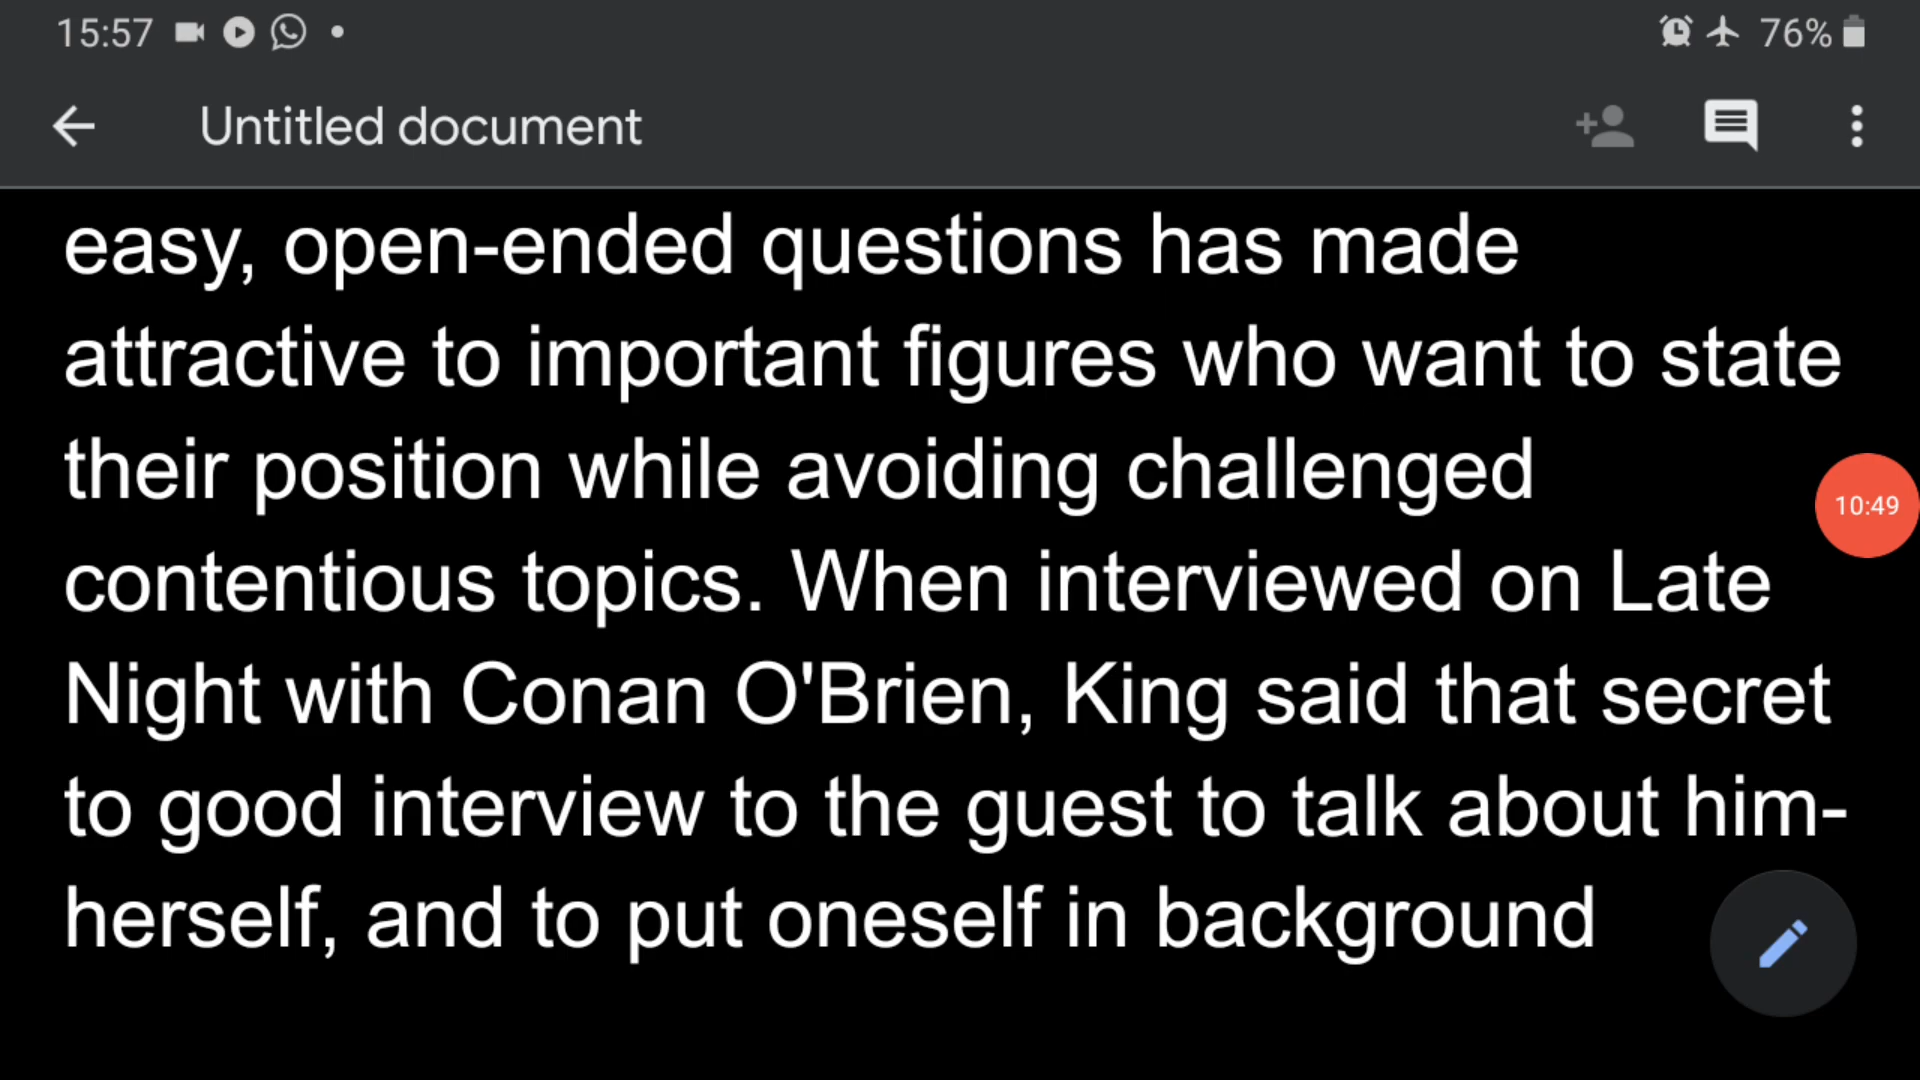 15:57 76%
Untitled document
easy, open-ended questions has made
attractive to important figures who want to state
their position while avoiding challenged
10:49
contentious topics. When interviewed on Late
Night with Conan O'Brien, King said that secret
to good interview to the guest to talk about him-
herself, and to put oneself in background